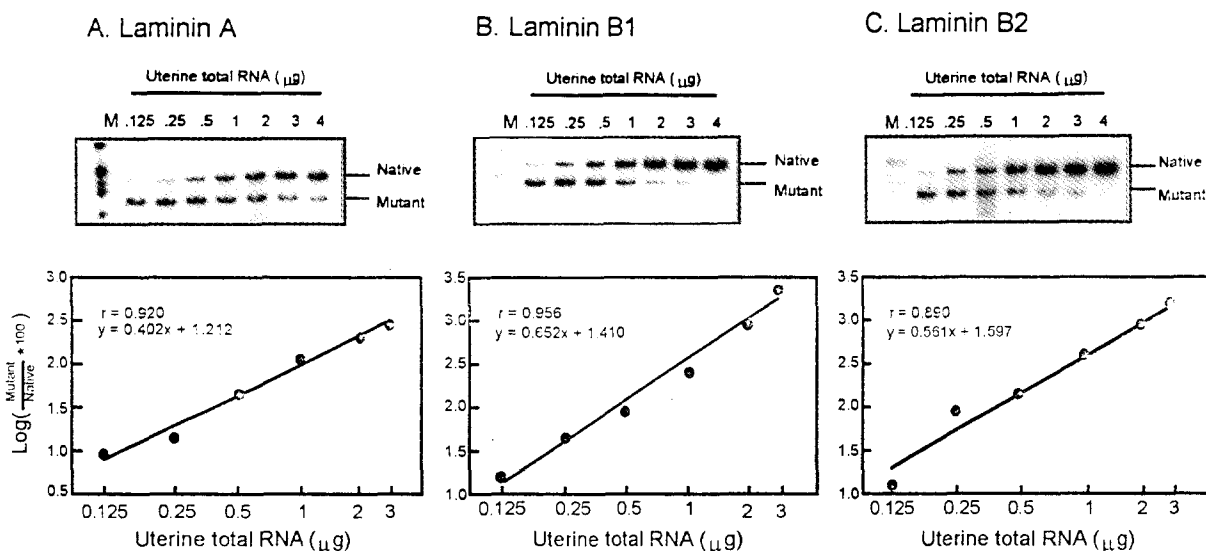 A. Laminin A
Uterine total RNA (μg)
M .125 .25 .5 1 2 3 4
Native
Mutant
B. Laminin B1
Uterine total RNA (μg)
M .125 .25 .5 1 2 3 4
Native
Mutant
C. Laminin B2
Uterine total RNA (μg)
M .125 .25 .5 1 2 3 4
Native
Mutant
Log(Mutant/Native *100)
3.0
2.5
2.0
1.5
1.0
0.5
r = 0.920
y = 0.402x + 1.212
0.125 0.25 0.5 1 2 3
Uterine total RNA (μg)
3.5
3.0
2.5
2.0
1.5
1.0
r = 0.956
y = 0.652x + 1.410
0.125 0.25 0.5 1 2 3
Uterine total RNA (μg)
3.5
3.0
2.5
2.0
1.5
1.0
r = 0.890
y = 0.561x + 1.597
0.125 0.25 0.5 1 2 3
Uterine total RNA (μg)